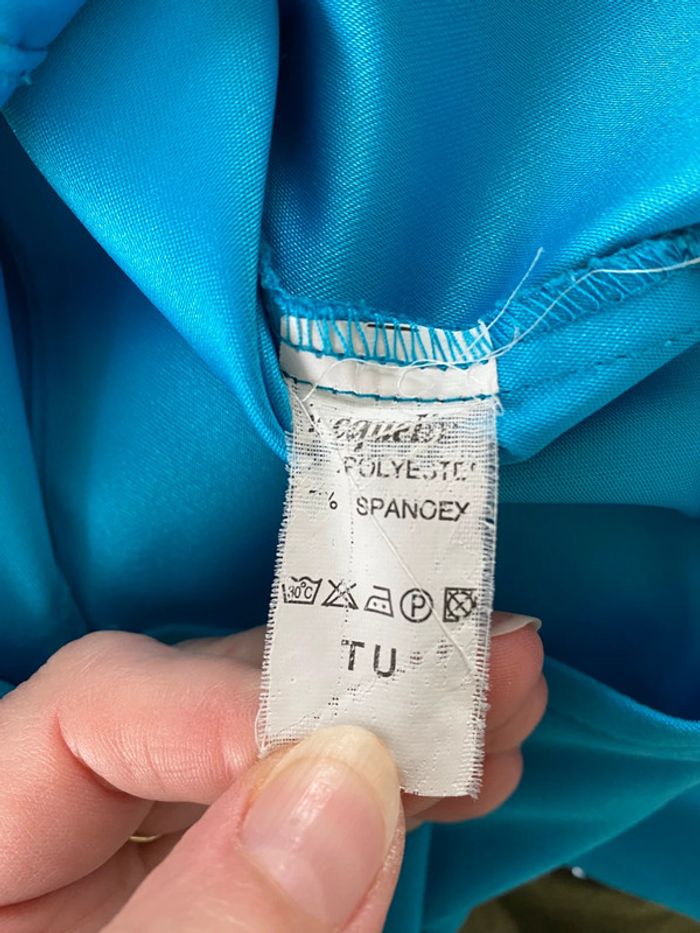 POLYESTE
% SPANDEX
30°C P
TU